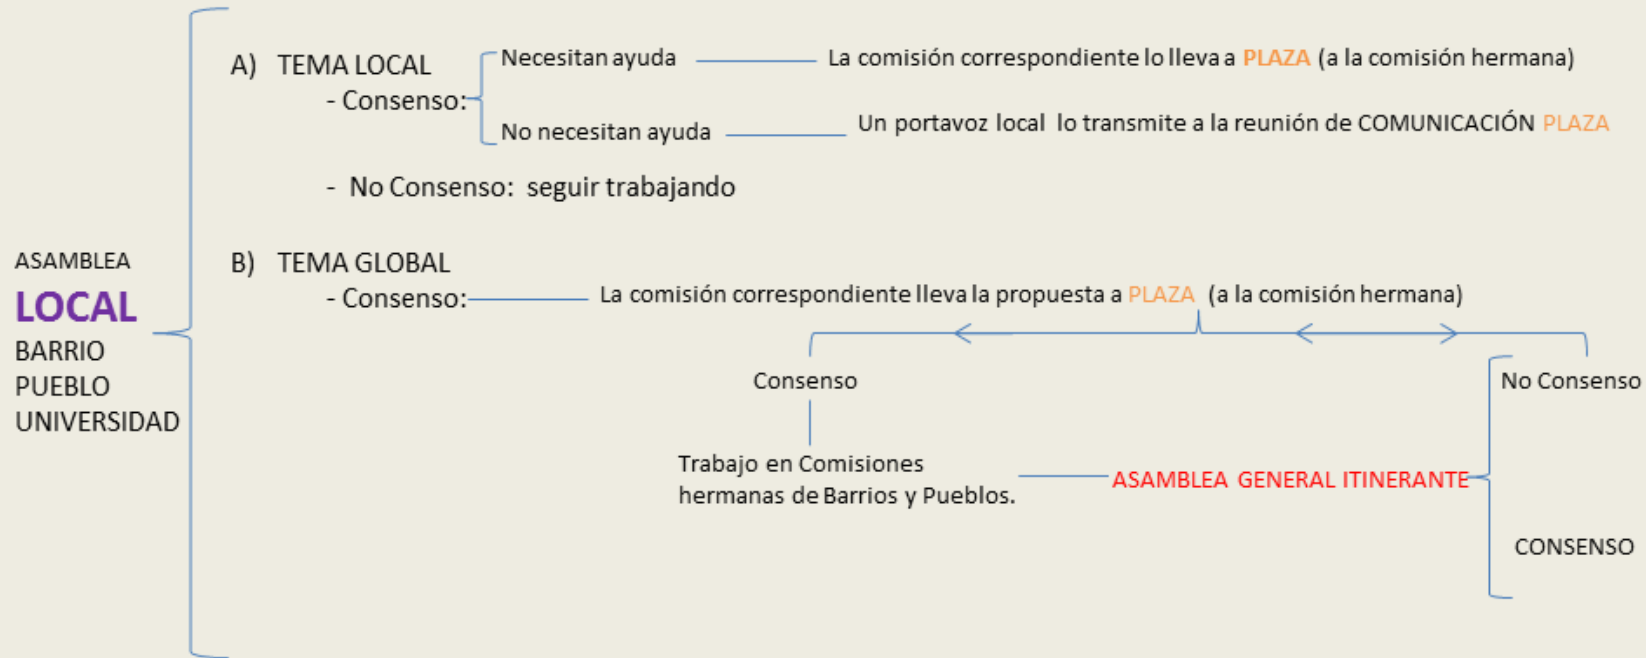 A) TEMA LOCAL
- Consenso:
Necesitan ayuda
La comisión correspondiente lo lleva a PLAZA (a la comisión hermana)
No necesitan ayuda
Un portavoz local lo transmite a la reunión de COMUNICACIÓN PLAZA
- No Consenso: seguir trabajando
ASAMBLEA
LOCAL
BARRIO
PUEBLO
UNIVERSIDAD
B) TEMA GLOBAL
- Consenso:
La comisión correspondiente lleva la propuesta a PLAZA (a la comisión hermana)
Consenso
No Consenso
Trabajo en Comisiones
hermanas de Barrios y Pueblos.
ASAMBLEA GENERAL ITINERANTE
CONSENSO